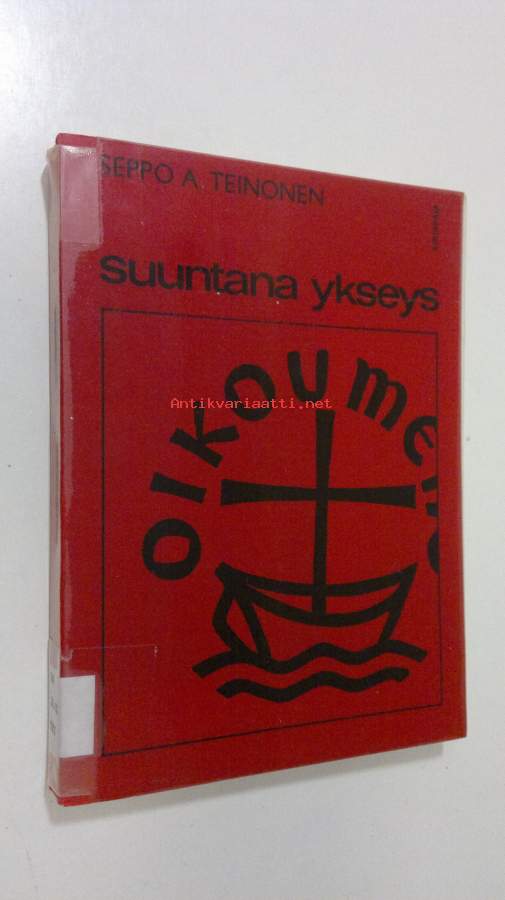 SEPPO A. TEINONEN
suuntana ykseys
OIKOUMENE
Antikvariaatti.net